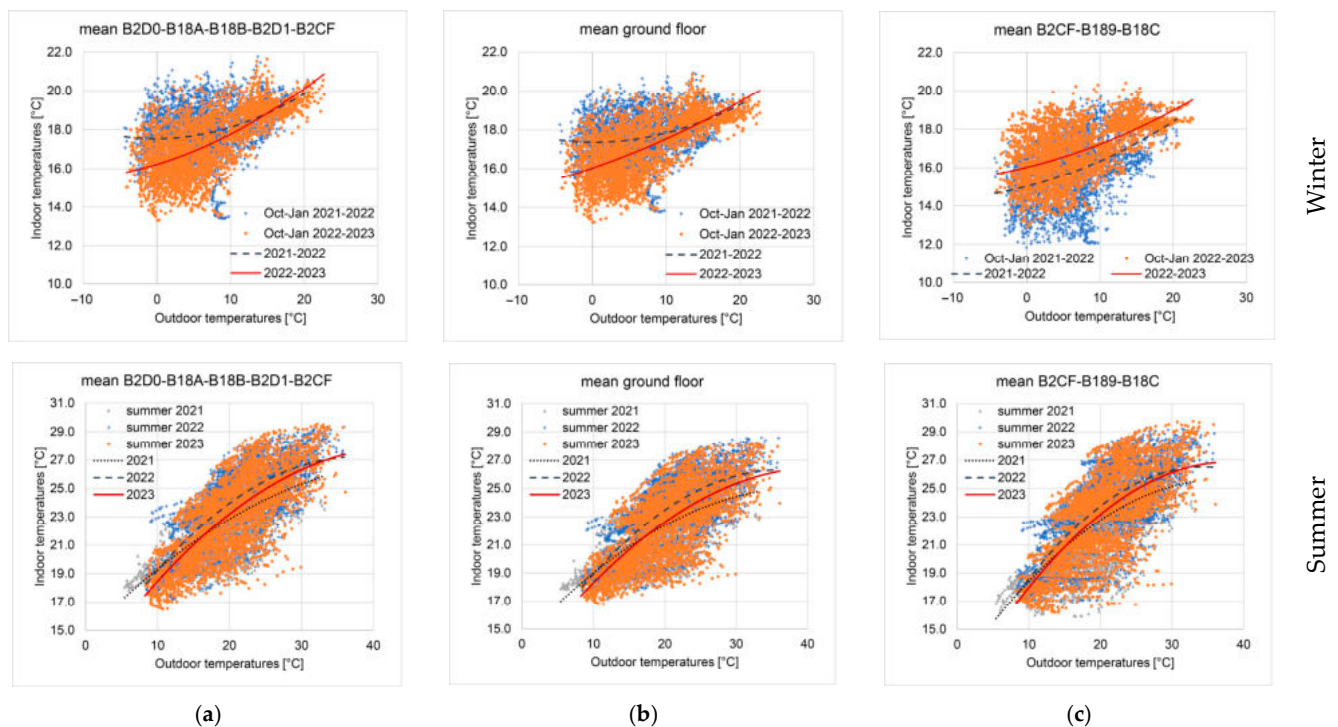 mean B2D0-B18A-B18B-B2D1-B2CF
22.0
20.0
18.0
16.0
14.0
12.0
10.0
Indoor temperatures [°C]
Oct-Jan 2021-2022
Oct-Jan 2022-2023
2021-2022
2022-2023
−10 0 10 20 30
Outdoor temperatures [°C]
mean ground floor
22.0
20.0
18.0
16.0
14.0
12.0
10.0
Indoor temperatures [°C]
Oct-Jan 2021-2022
Oct-Jan 2022-2023
2021-2022
2022-2023
−10 0 10 20 30
Outdoor temperatures [°C]
mean B2CF-B189-B18C
22.0
20.0
18.0
16.0
14.0
12.0
10.0
Indoor temperatures [°C]
Oct-Jan 2021-2022 Oct-Jan 2022-2023
2021-2022 2022-2023
−10 0 10 20 30
Outdoor temperatures [°C]
Winter
mean B2D0-B18A-B18B-B2D1-B2CF
31.0
29.0
27.0
25.0
23.0
21.0
19.0
17.0
15.0
Indoor temperatures [°C]
summer 2021
summer 2022
summer 2023
2021
2022
2023
0 10 20 30 40
Outdoor temperatures [°C]
mean ground floor
31.0
29.0
27.0
25.0
23.0
21.0
19.0
17.0
15.0
Indoor temperatures [°C]
summer 2021
summer 2022
summer 2023
2021
2022
2023
0 10 20 30 40
Outdoor temperatures [°C]
mean B2CF-B189-B18C
31.0
29.0
27.0
25.0
23.0
21.0
19.0
17.0
15.0
Indoor temperatures [°C]
summer 2021
summer 2022
summer 2023
2021
2022
2023
0 10 20 30 40
Outdoor temperatures [°C]
Summer
(a) (b) (c)